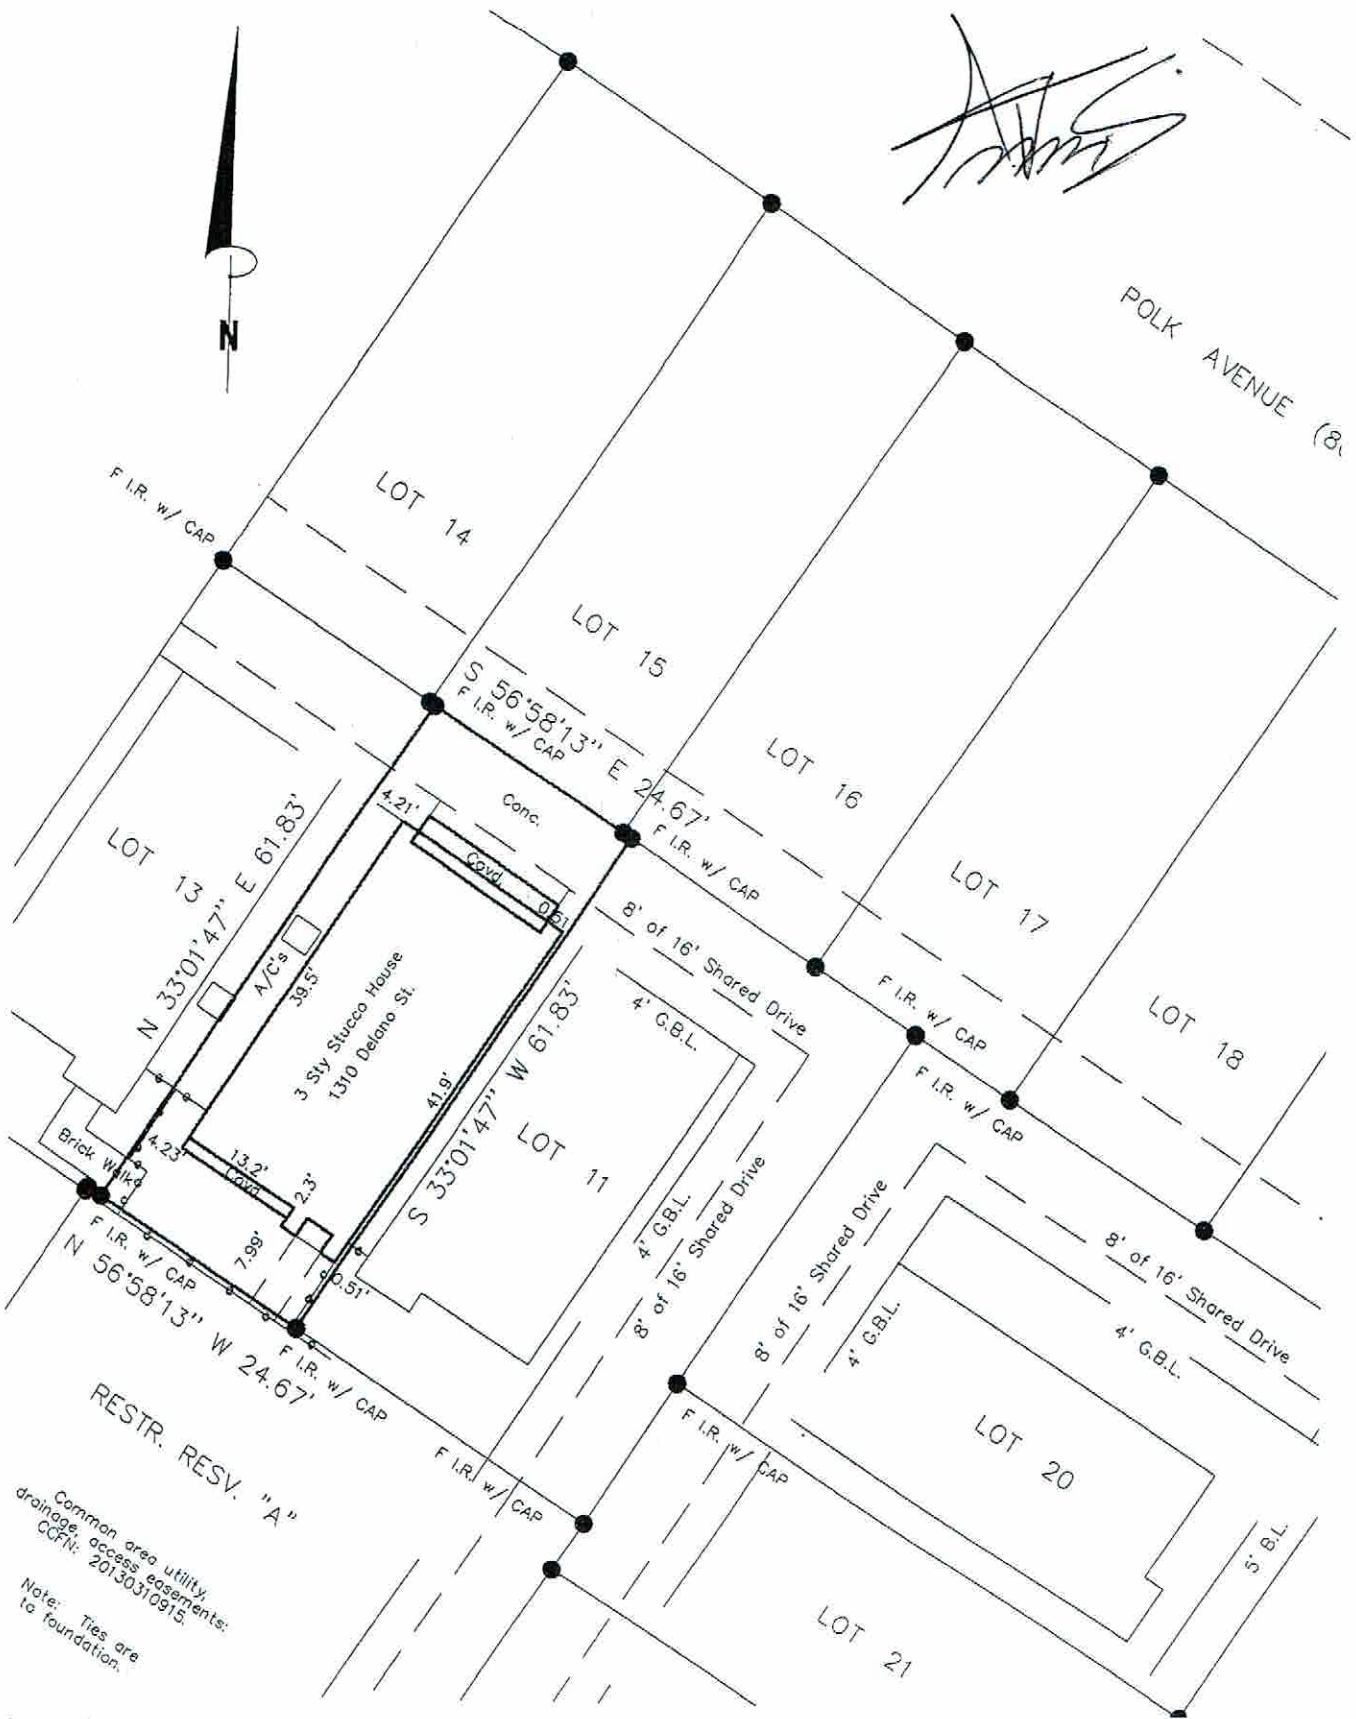 N
POLK AVENUE
F I.R. w/ CAP
LOT 14
LOT 15
S 56°58'13" E 24.67'
F I.R. w/ CAP
LOT 16
F I.R. w/ CAP
LOT 17
F I.R. w/ CAP
LOT 18
F I.R. w/ CAP
LOT 13
N 33°01'47" E 61.83'
4.21'
Conc.
Covd.
0.51
A/C's
39.5'
3 Sty Stucco House
1310 Delano St.
41.9'
S 33°01'47" W 61.83'
8' of 16' Shared Drive
4' G.B.L.
LOT 11
4' G.B.L.
8' of 16' Shared Drive
8' of 16' Shared Drive
4' G.B.L.
8' of 16' Shared Drive
4' G.B.L.
Brick Walk
4.23'
13.2'
Covd.
2.3'
7.99'
0.51'
F I.R. w/ CAP
N 56°58'13" W 24.67'
F I.R. w/ CAP
F I.R. w/ CAP
F I.R. w/ CAP
LOT 20
5' B.L.
LOT 21
RESTR. RESV. "A"
Common area utility,
drainage, access easements:
CCFN: 20130310915.
Note: Ties are
to foundation.